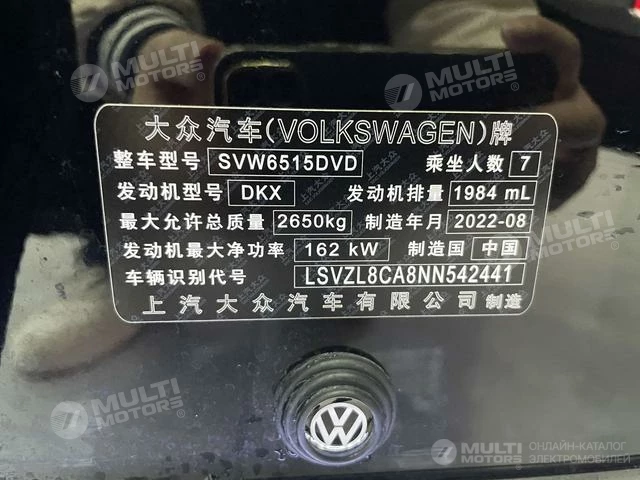 MULTI MOTORS®
MULTI MOTORS®
大众汽车(VOLKSWAGEN)牌
整车型号 SVW6515DVD 乘坐人数 7
发动机型号 DKX 发动机排量 1984 mL
最大允许总质量 2650kg 制造年月 2022-08
发动机最大净功率 162 kW 制造国 中国
车辆识别代号 LSVZL8CA8NN542441
上汽大众汽车有限公司 制造
MULTI MOTORS®
MULTI MOTORS
ОНЛАЙН-КАТАЛОГ
ЭЛЕКТРОМОБИЛЕЙ